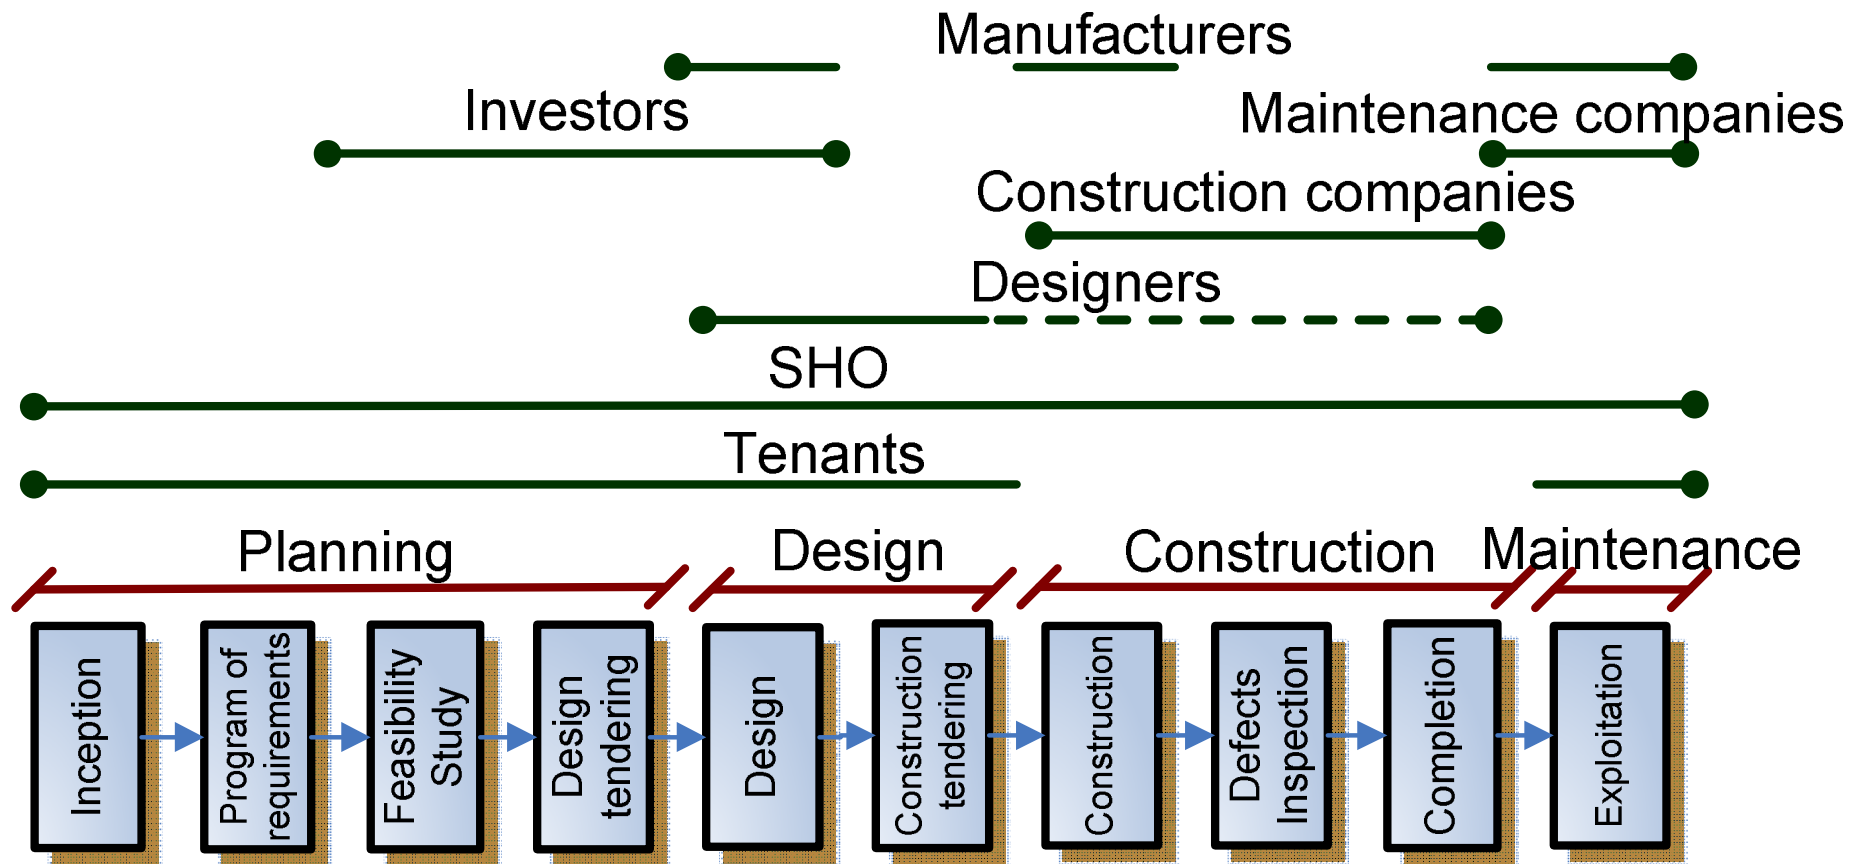 Manufacturers
Investors
Maintenance companies
Construction companies
Designers
SHO
Tenants
Planning
Design
Construction
Maintenance
Inception
Program of
requirements
Feasibility
Study
Design
tendering
Design
Construction
tendering
Construction
Defects
Inspection
Completion
Exploitation